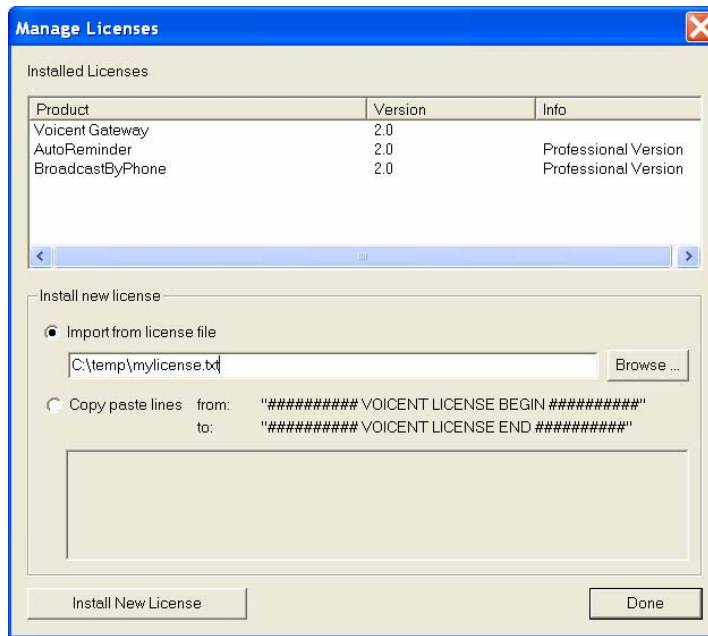 Manage Licenses
Installed Licenses
Product Version Info
Voicent Gateway 2.0
AutoReminder 2.0 Professional Version
BroadcastByPhone 2.0 Professional Version
Install new license
Import from license file
C:\temp\mylicense.txt Browse ...
Copy paste lines from: "########## VOICENT LICENSE BEGIN ##########"
to: "########## VOICENT LICENSE END ##########"
Install New License Done